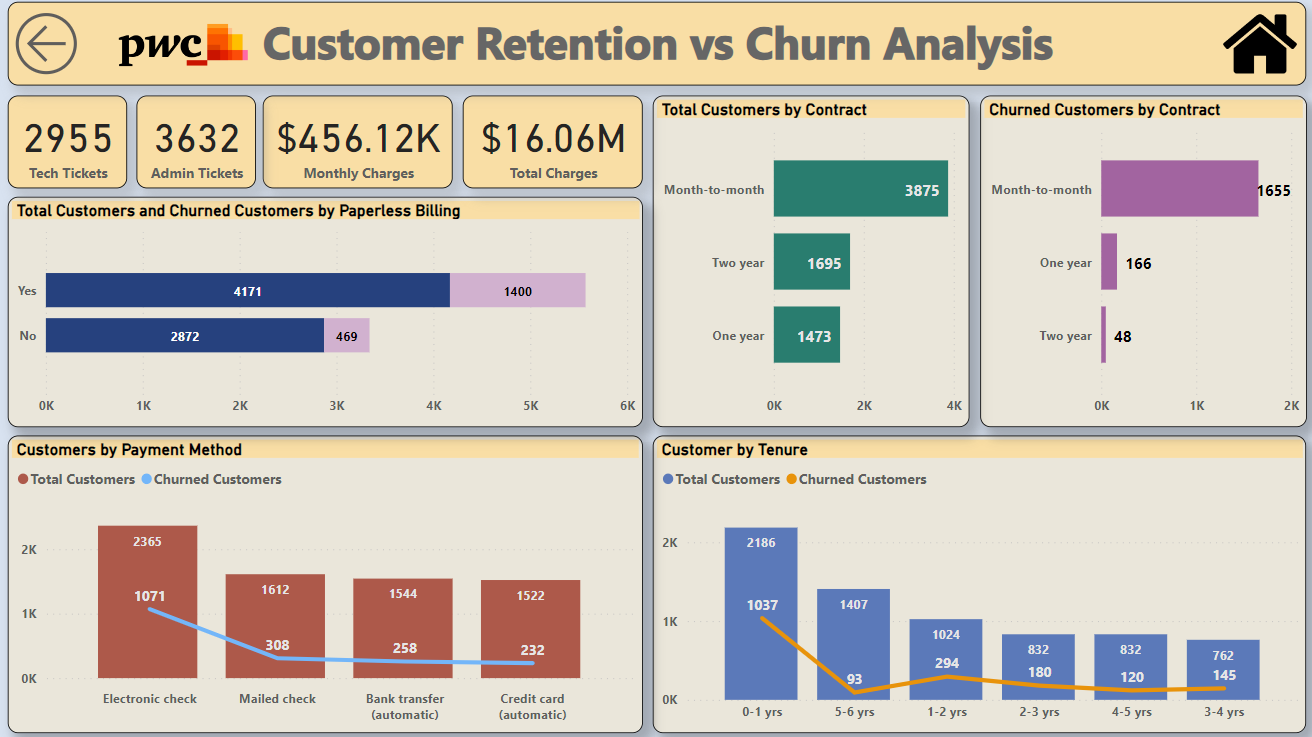 pwc Customer Retention vs Churn Analysis
2955
Tech Tickets
3632
Admin Tickets
$456.12K
Monthly Charges
$16.06M
Total Charges
Total Customers by Contract
Month-to-month 3875
Two year 1695
One year 1473
0K 2K 4K
Churned Customers by Contract
Month-to-month 1655
One year 166
Two year 48
0K 1K 2K
Total Customers and Churned Customers by Paperless Billing
Yes 4171 1400
No 2872 469
0K 1K 2K 3K 4K 5K 6K
Customers by Payment Method
Total Customers Churned Customers
2K
1K
0K
2365 1612 1544 1522
1071 308 258 232
Electronic check Mailed check Bank transfer Credit card
(automatic) (automatic)
Customer by Tenure
Total Customers Churned Customers
2K
1K
0K
2186 1407 1024 832 832 762
1037 93 294 180 120 145
0-1 yrs 5-6 yrs 1-2 yrs 2-3 yrs 4-5 yrs 3-4 yrs